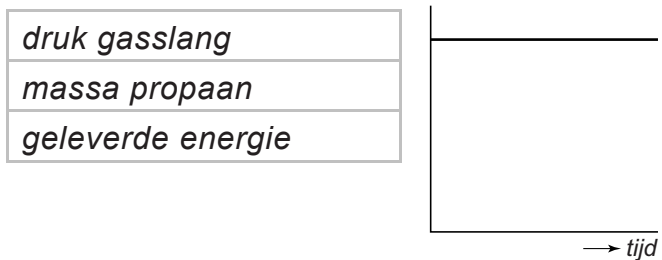 druk gasslang
massa propaan
geleverde energie
tijd